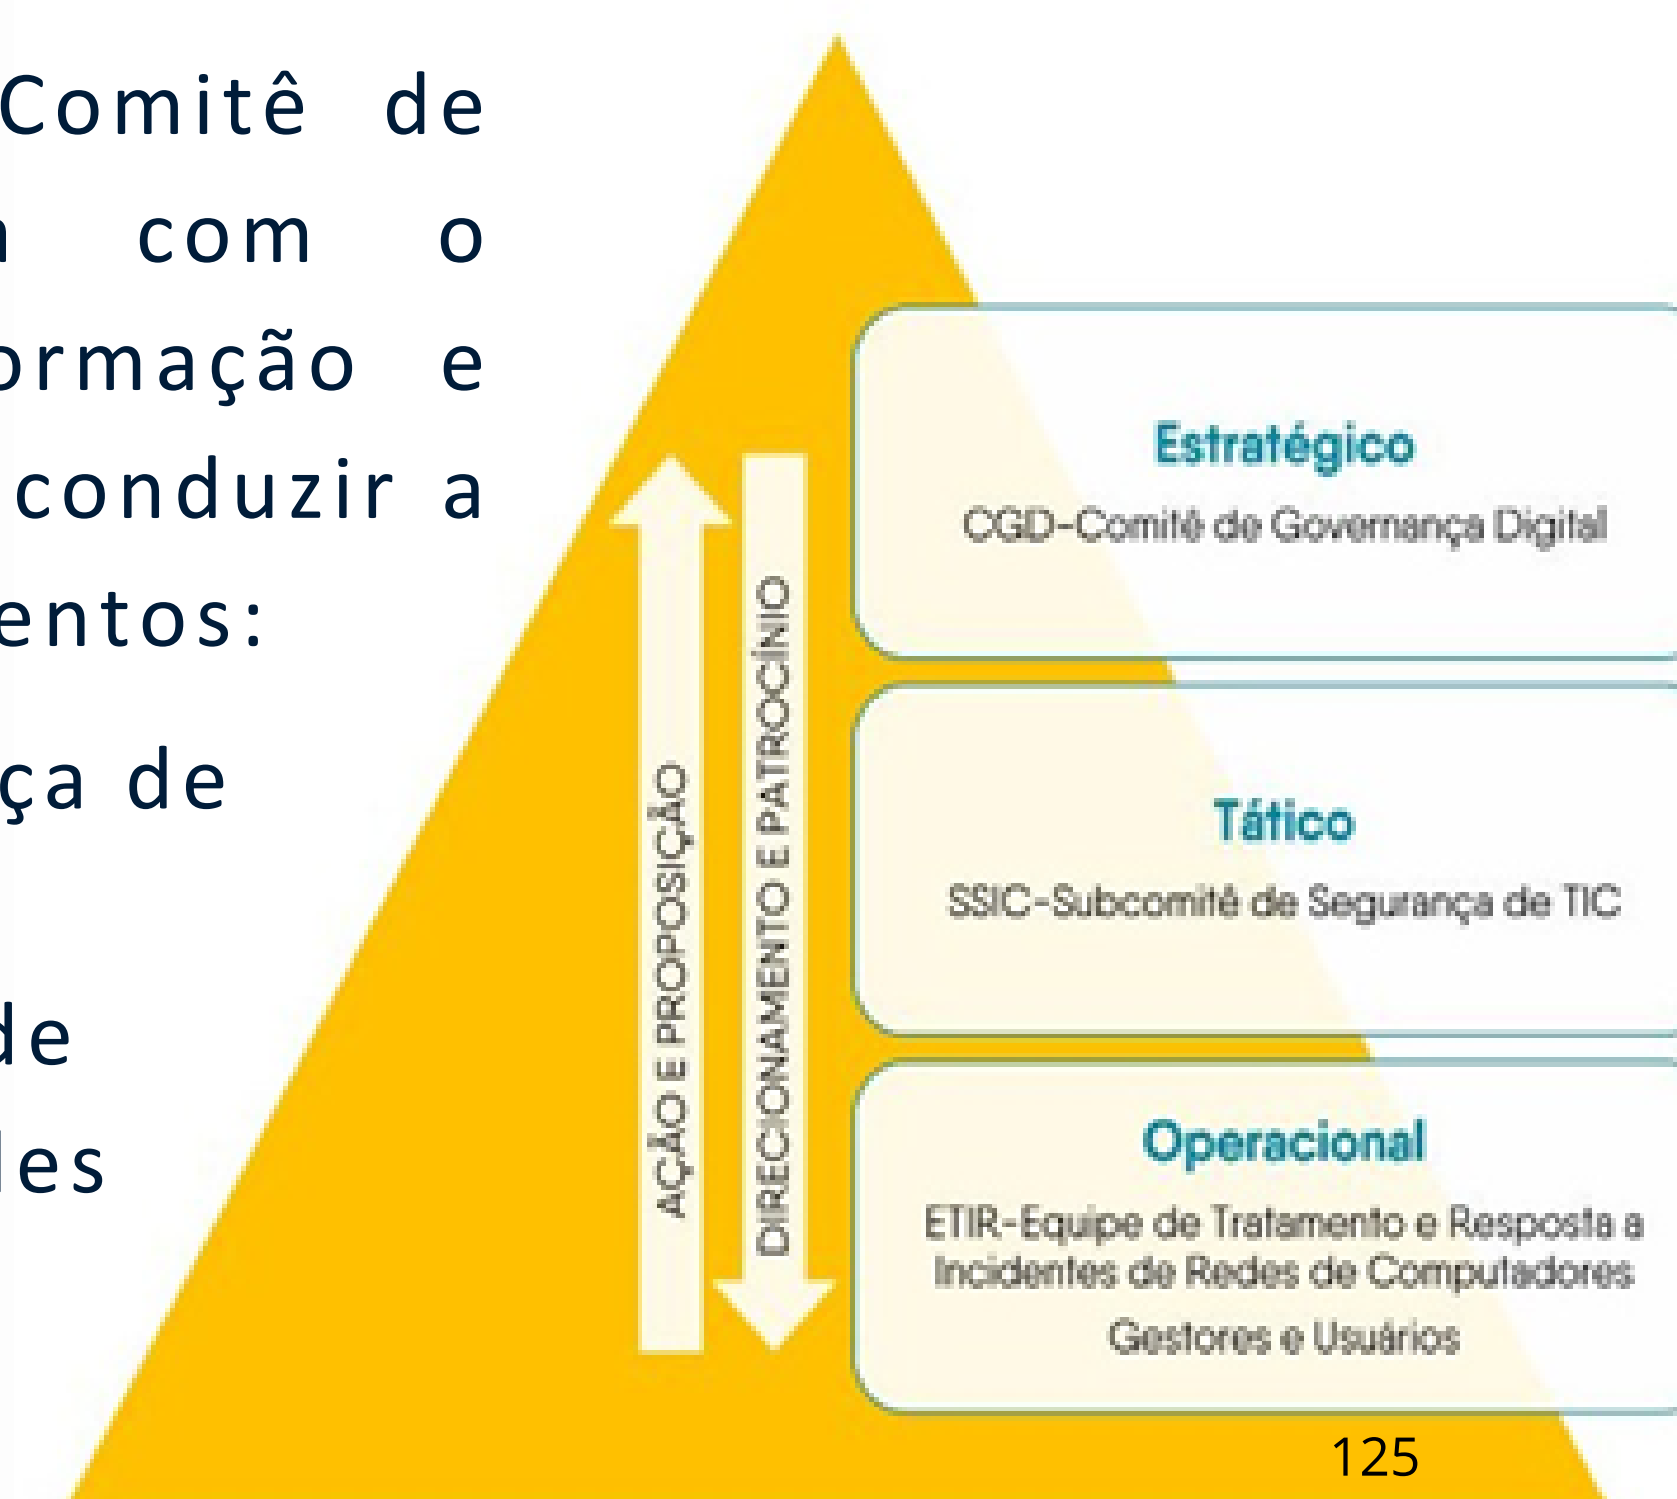 Comitê de
com o
ormação e
conduzir a
entos:
ça de
de
des
AÇÃO E PROPOSIÇÃO
DIRECIONAMENTO E PATROCÍNIO
Estratégico
CGD-Comitê de Governança Digital
Tático
SSIC-Subcomitê de Segurança de TIC
Operacional
ETIR-Equipe de Tratamento e Resposta a
Incidentes de Redes de Computadores
Gestores e Usuários
125